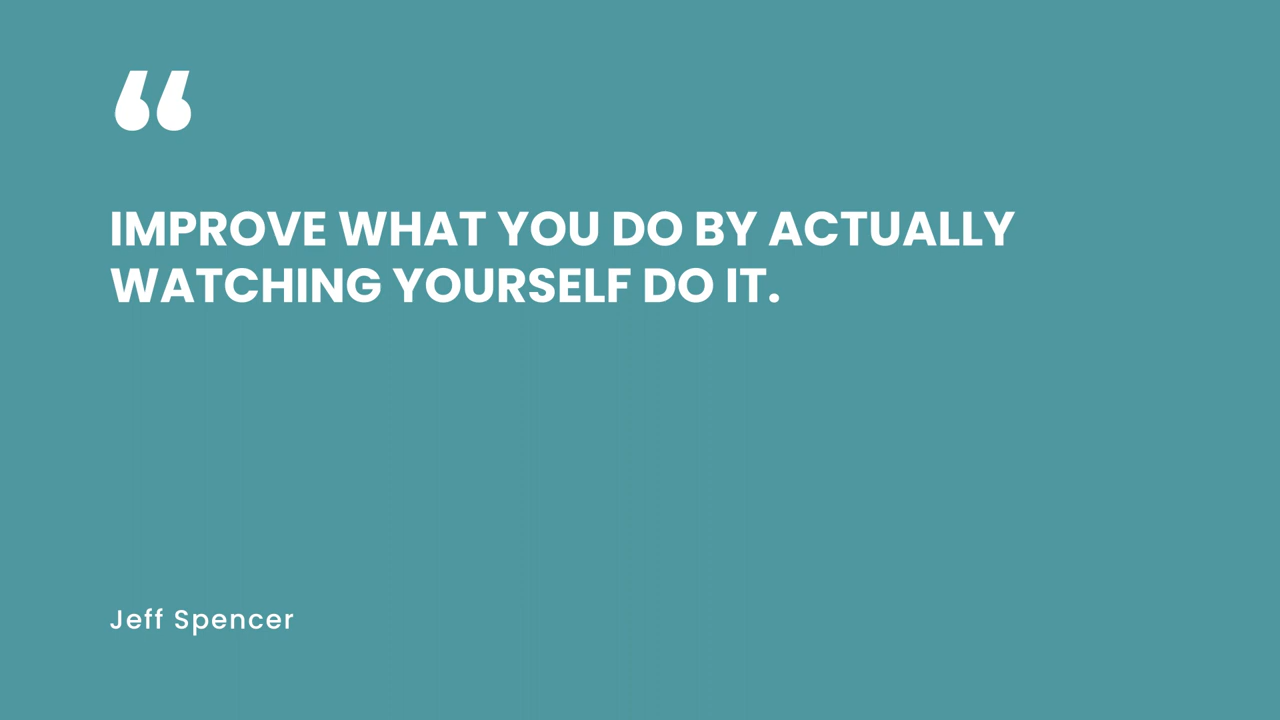 “
IMPROVE WHAT YOU DO BY ACTUALLY
WATCHING YOURSELF DO IT.
Jeff Spencer